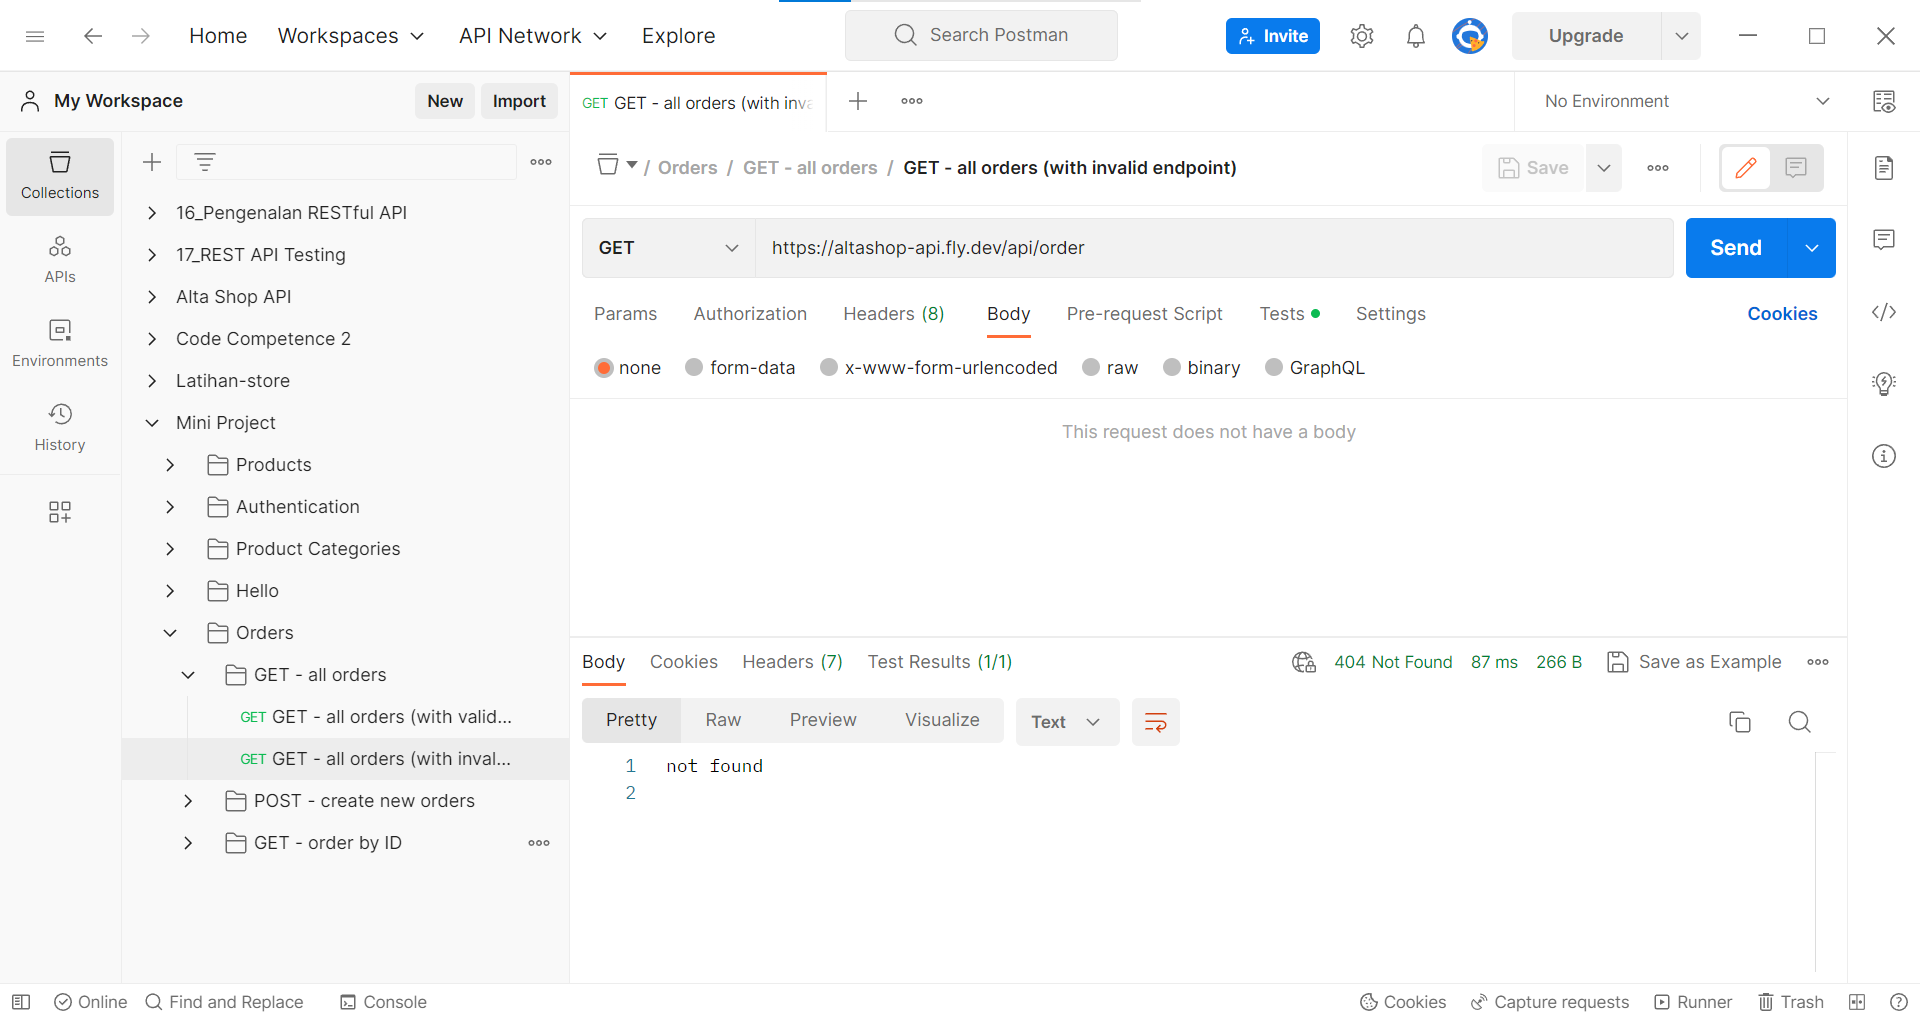 Home Workspaces API Network Explore Search Postman Invite Upgrade
My Workspace New Import GET GET - all orders (with inva No Environment
Collections
APIs
Environments
History
16_Pengenalan RESTful API
17_REST API Testing
Alta Shop API
Code Competence 2
Latihan-store
Mini Project
Products
Authentication
Product Categories
Hello
Orders
GET - all orders
GET GET - all orders (with valid...
GET GET - all orders (with inval...
POST - create new orders
GET - order by ID
/ Orders / GET - all orders / GET - all orders (with invalid endpoint) Save
GET https://altashop-api.fly.dev/api/order Send
Params Authorization Headers (8) Body Pre-request Script Tests Settings Cookies
none form-data x-www-form-urlencoded raw binary GraphQL
This request does not have a body
Body Cookies Headers (7) Test Results (1/1) 404 Not Found 87 ms 266 B Save as Example
Pretty Raw Preview Visualize Text
1 not found
2
Online Find and Replace Console Cookies Capture requests Runner Trash